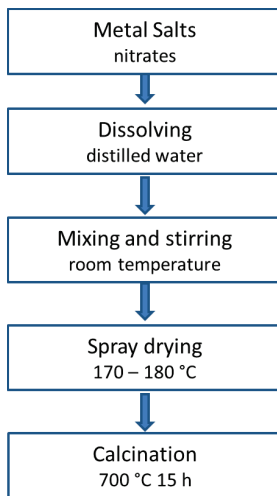 Metal Salts
nitrates
Dissolving
distilled water
Mixing and stirring
room temperature
Spray drying
170 – 180 °C
Calcination
700 °C 15 h